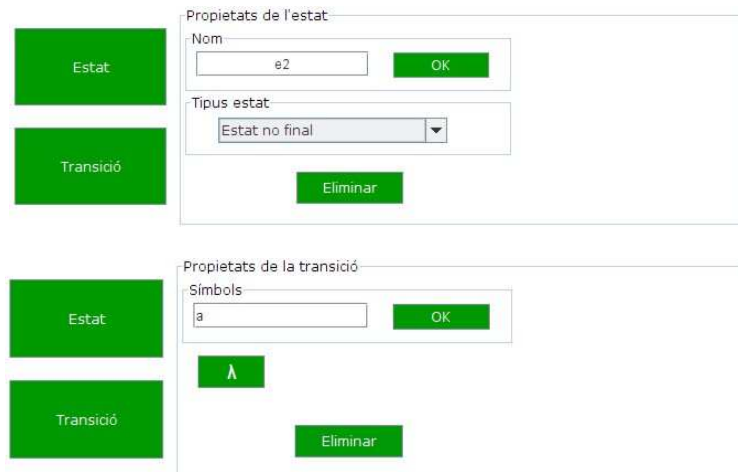 Propietats de l'estat
Nom
Estat
e2
OK
Tipus estat
Estat no final
Transició
Eliminar
Propietats de la transició
Símbols
Estat
a
OK
λ
Transició
Eliminar